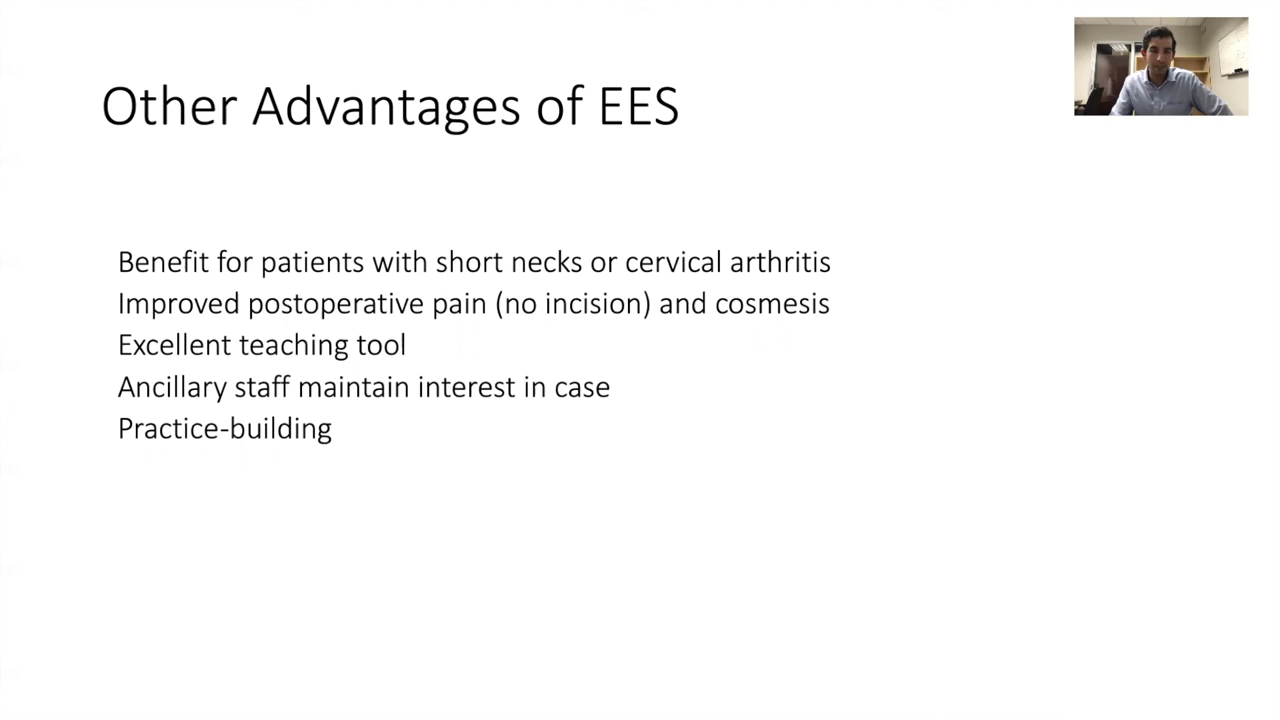 Other Advantages of EES
Benefit for patients with short necks or cervical arthritis
Improved postoperative pain (no incision) and cosmesis
Excellent teaching tool
Ancillary staff maintain interest in case
Practice-building